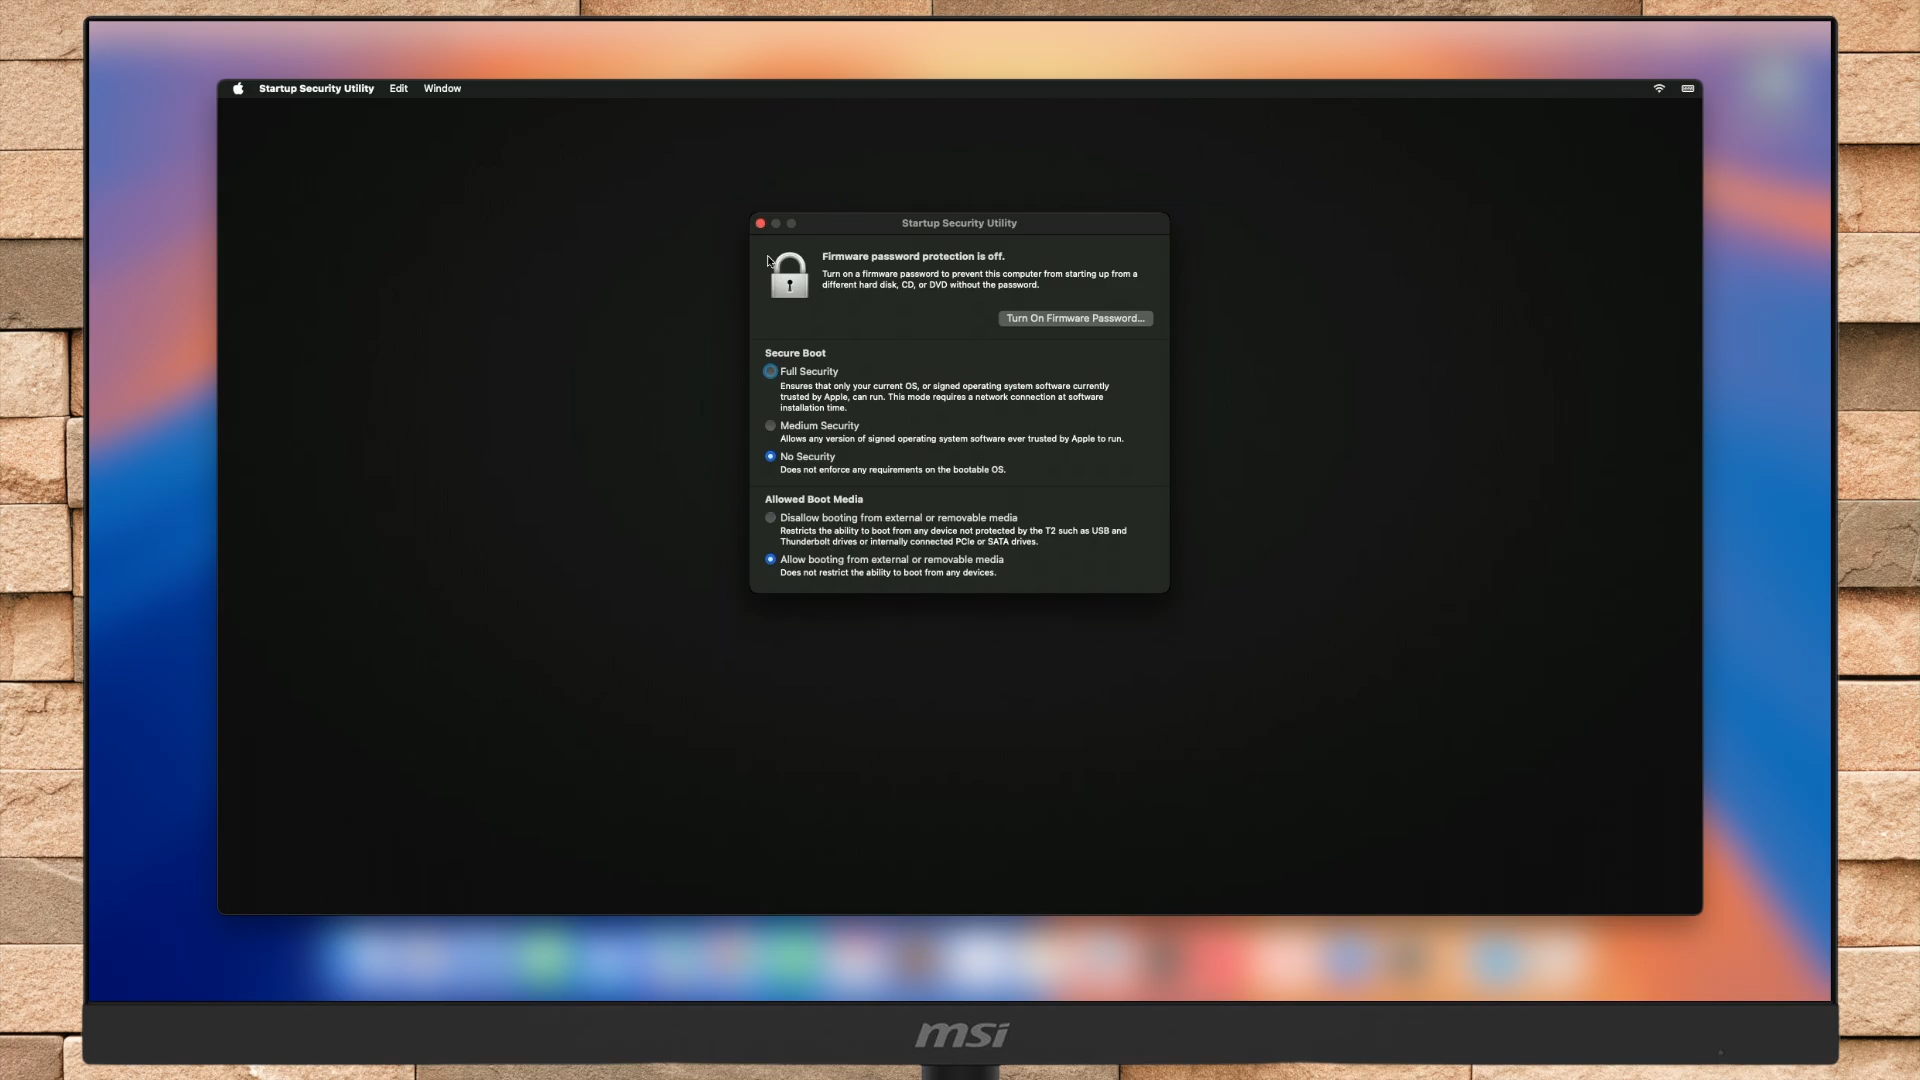 Startup Security Utility Edit Window
Startup Security Utility
Firmware password protection is off.
Turn on a firmware password to prevent this computer from starting up from a
different hard disk, CD, or DVD without the password.
Turn On Firmware Password...
Secure Boot
Full Security
Ensures that only your current OS, or signed operating system software currently
trusted by Apple, can run. This mode requires a network connection at software
installation time.
Medium Security
Allows any version of signed operating system software ever trusted by Apple to run.
No Security
Does not enforce any requirements on the bootable OS.
Allowed Boot Media
Disallow booting from external or removable media
Restricts the ability to boot from any device not protected by the T2 such as USB and
Thunderbolt drives or internally connected PCIe or SATA drives.
Allow booting from external or removable media
Does not restrict the ability to boot from any devices.
msi